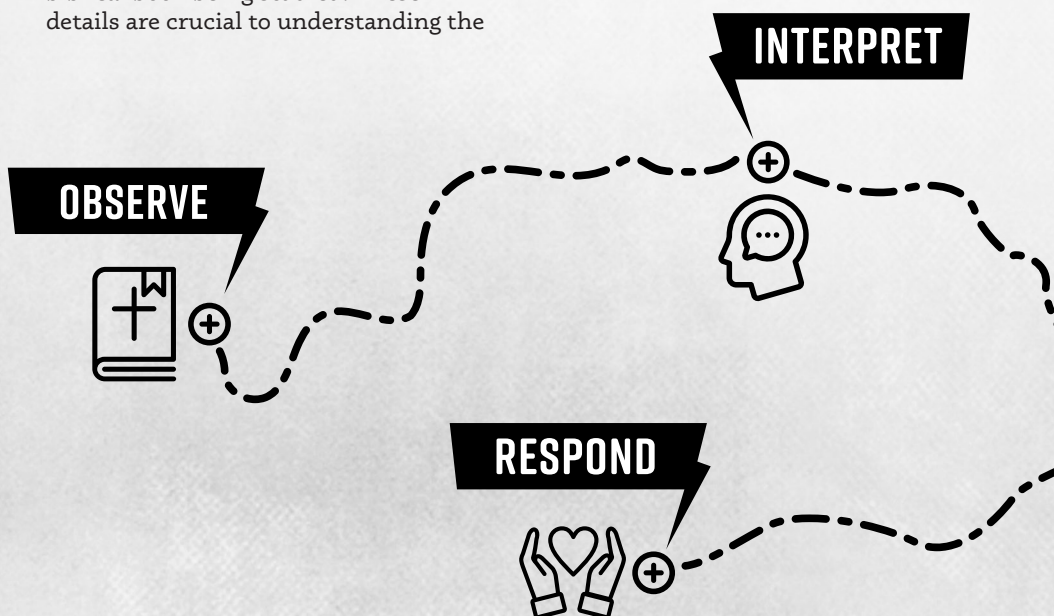 details are crucial to understanding the
INTERPRET
OBSERVE
RESPOND